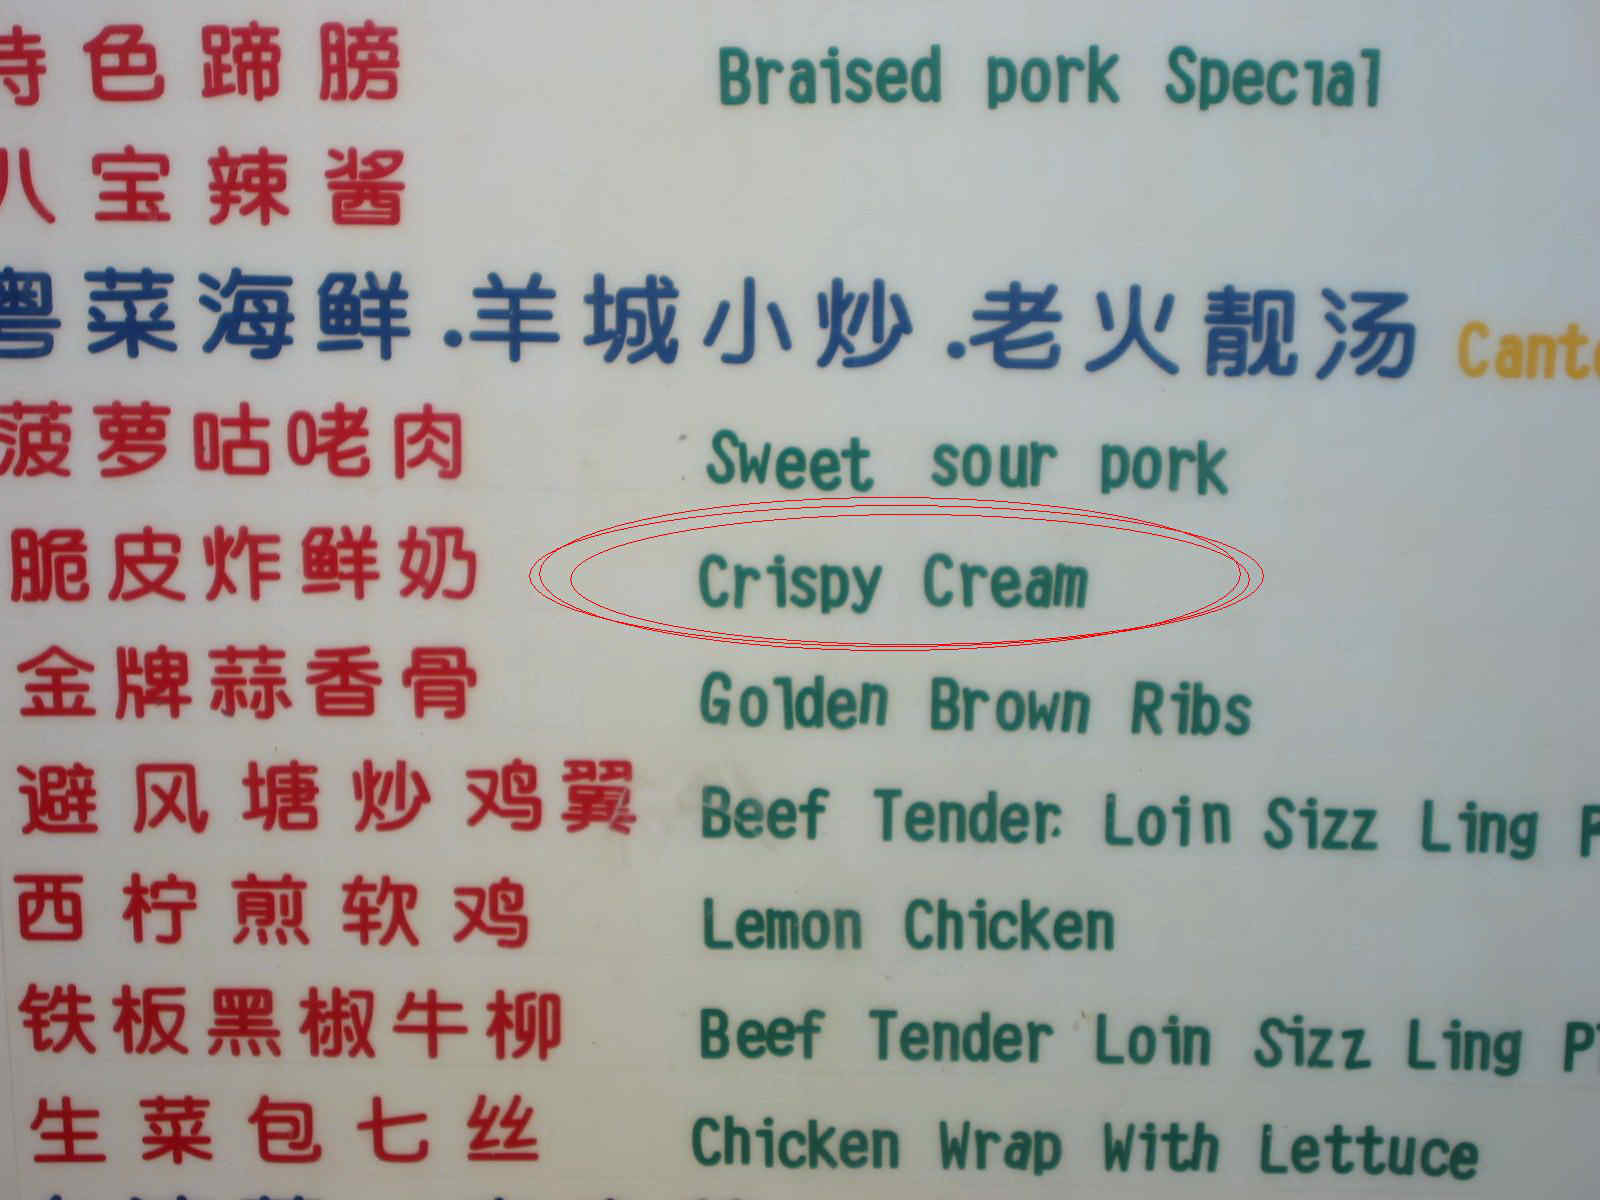 特色蹄膀 Braised pork Special
八宝辣酱
粤菜海鲜.羊城小炒.老火靓汤
菠萝咕咾肉 Sweet sour pork
脆皮炸鲜奶 Crispy Cream
金牌蒜香骨 Golden Brown Ribs
避风塘炒鸡翼 Beef Tender Loin Sizz Ling
西柠煎软鸡 Lemon Chicken
铁板黑椒牛柳 Beef Tender Loin Sizz Ling
生菜包七丝 Chicken Wrap With Lettuce